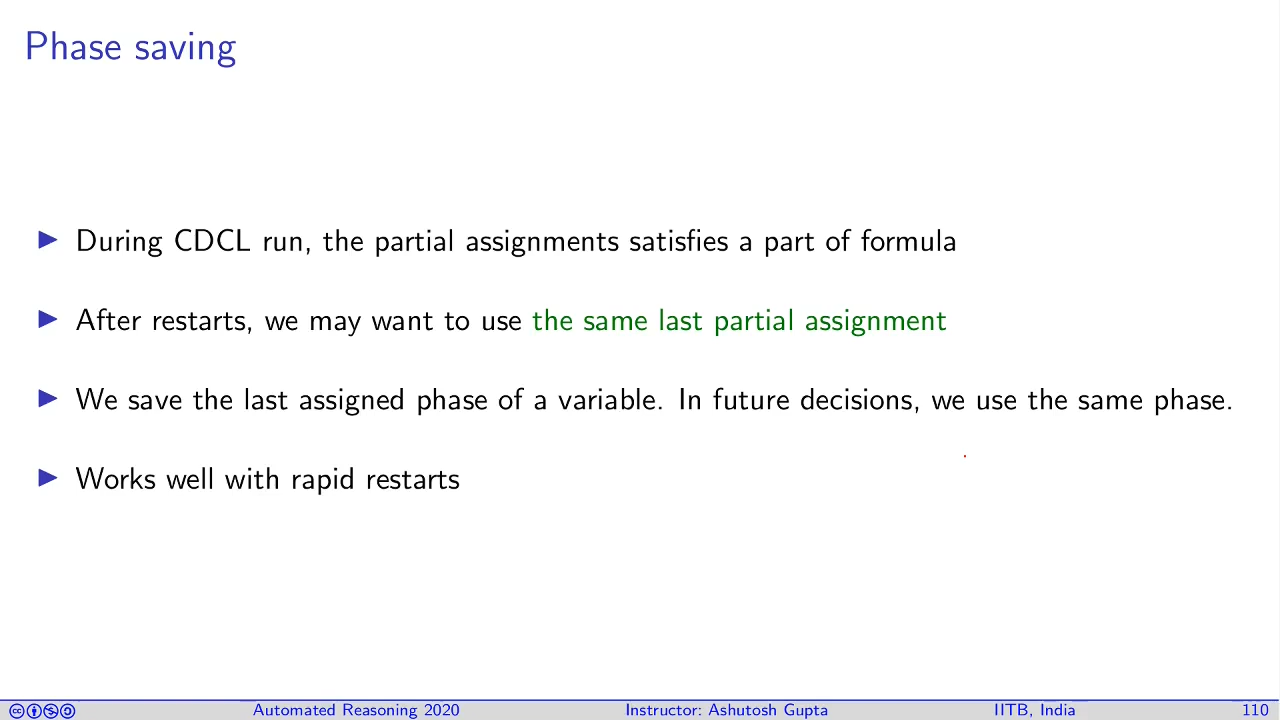 Phase saving
During CDCL run, the partial assignments satisfies a part of formula
After restarts, we may want to use the same last partial assignment
We save the last assigned phase of a variable. In future decisions, we use the same phase.
Works well with rapid restarts
Automated Reasoning 2020 Instructor: Ashutosh Gupta IITB, India 110